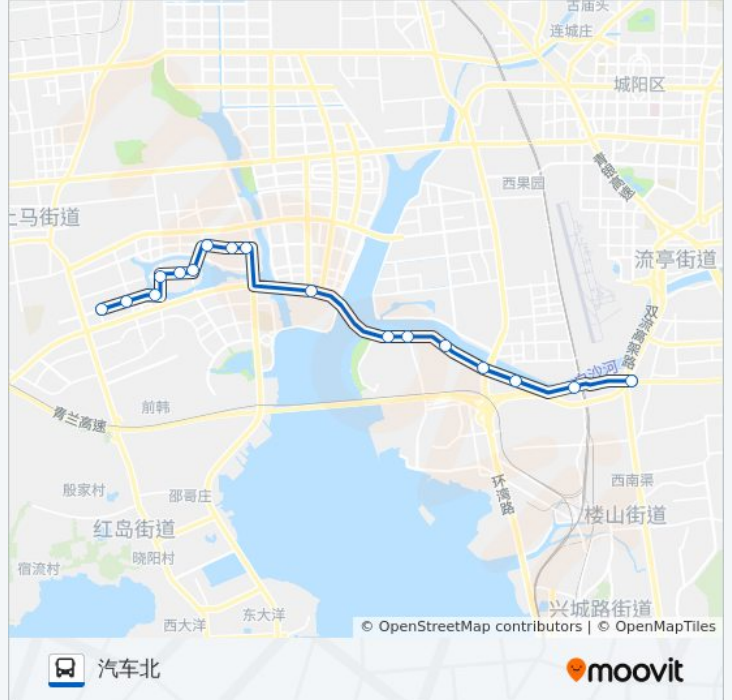 古庙头
连城庄
城阳区
青银高速
西果园
上马街道
流亭街道
双流高架路
白沙河
前韩
青兰高速
西南渠
环湾路
殷家村
邵哥庄
楼山街道
红岛街道
晓阳村
宿流村
兴城路街道
东大洋
西大洋
© OpenStreetMap contributors | © OpenMapTiles
汽车北
moovit